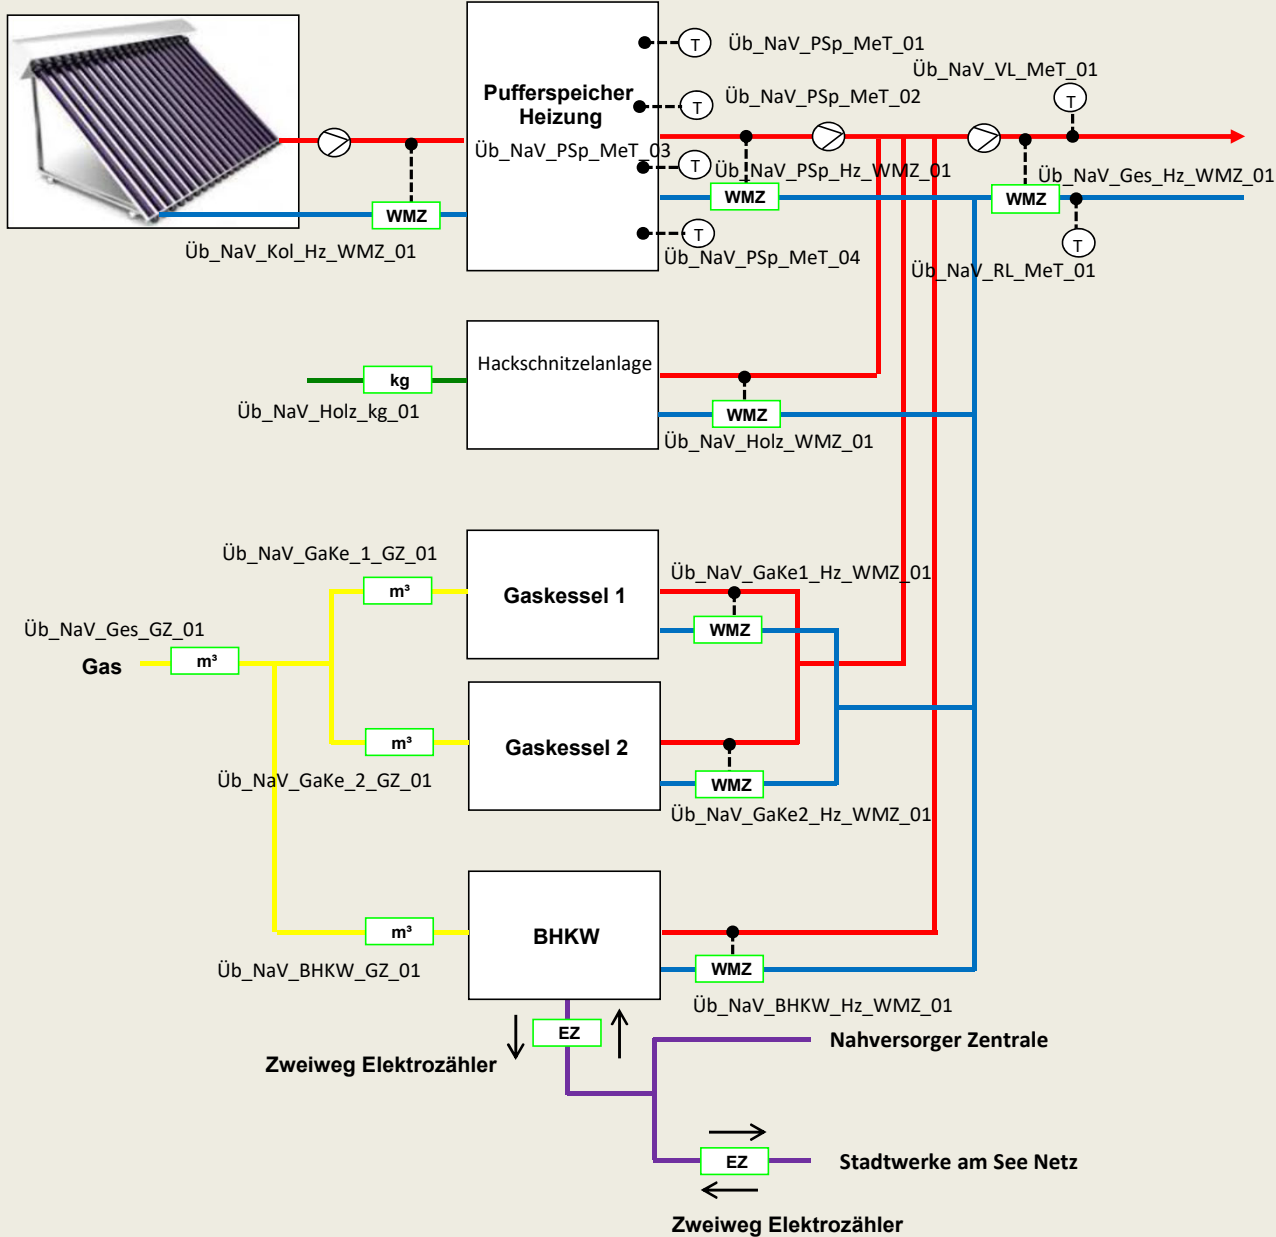 Üb_NaV_PSp_MeT_01
T
Üb_NaV_VL_MeT_01
T
Pufferspeicher
Heizung
T
Üb_NaV_PSp_MeT_02
Üb_NaV_PSp_MeT_03
T
Üb_NaV_PSp_Hz_WMZ_01
Üb_NaV_Ges_Hz_WMZ_01
WMZ
WMZ
WMZ
T
T
Üb_NaV_Kol_Hz_WMZ_01
Üb_NaV_PSp_MeT_04
Üb_NaV_RL_MeT_01
Hackschnitzelanlage
kg
Üb_NaV_Holz_kg_01
WMZ
Üb_NaV_Holz_WMZ_01
Üb_NaV_GaKe_1_GZ_01
Üb_NaV_GaKe1_Hz_WMZ_01
m³
Gaskessel 1
WMZ
Üb_NaV_Ges_GZ_01
Gas
m³
m³
Gaskessel 2
WMZ
Üb_NaV_GaKe_2_GZ_01
Üb_NaV_GaKe2_Hz_WMZ_01
m³
BHKW
WMZ
Üb_NaV_BHKW_GZ_01
Üb_NaV_BHKW_Hz_WMZ_01
EZ
Zweiweg Elektrozähler
Nahversorger Zentrale
EZ
Stadtwerke am See Netz
Zweiweg Elektrozähler